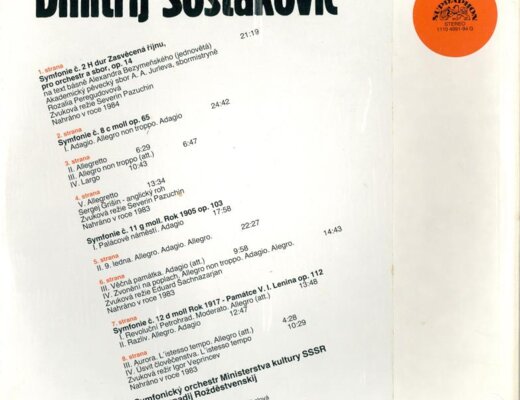 Dmitrij Šostakovič
SUPRAPHON
STEREO
1. strana
Symfonie č. 2 H dur Zasvěcená říjnu, 21:19
pro orchestr a sbor, op. 14
na text básně Alexandra Bezymenského (jednovětá)
Akademický pěvecký sbor A. A. Jurleva, sbormistryně
Rozalia Peregudovová
Zvuková režie Severin Pazuchin
Nahráno v roce 1984
2. strana
Symfonie č. 8 c moll op. 65
I. Adagio. Allegro non troppo. Adagio 24:42
3. strana
II. Allegretto 6:29
III. Allegro non troppo (att.) 6:47
IV. Largo 10:43
4. strana
V. Allegretto 13:34
Sergej Grišin - anglický roh
Zvuková režie Severin Pazuchin
Nahráno v roce 1983
Symfonie č. 11 g moll. Rok 1905 op. 103
I. Palácové náměstí. Adagio 17:58
5. strana
II. 9. ledna. Allegro. Adagio. Allegro. 22:27
6. strana
III. Věčná památka. Adagio (att.) 9:58
IV. Zvonění na poplach. Allegro non troppo. Adagio. Allegro. 14:43
Zvuková režie Eduard Šachnazarjan
Nahráno v roce 1983
7. strana
Symfonie č. 12 d moll Rok 1917 - Památce V. I. Lenina op. 112
I. Revoluční Petrohrad. Moderato. Allegro (att.) 13:48
II. Razliv. Allegro. Adagio 12:47
8. strana
III. Aurora. L'istesso tempo. Allegro (att.) 4:28
IV. Úsvit člověčenstva. L'istesso tempo 10:29
Zvuková režie Igor Veprincev
Nahráno v roce 1983
Symfonický orchestr Ministerstva kultury SSSR
Rožděstvenskij